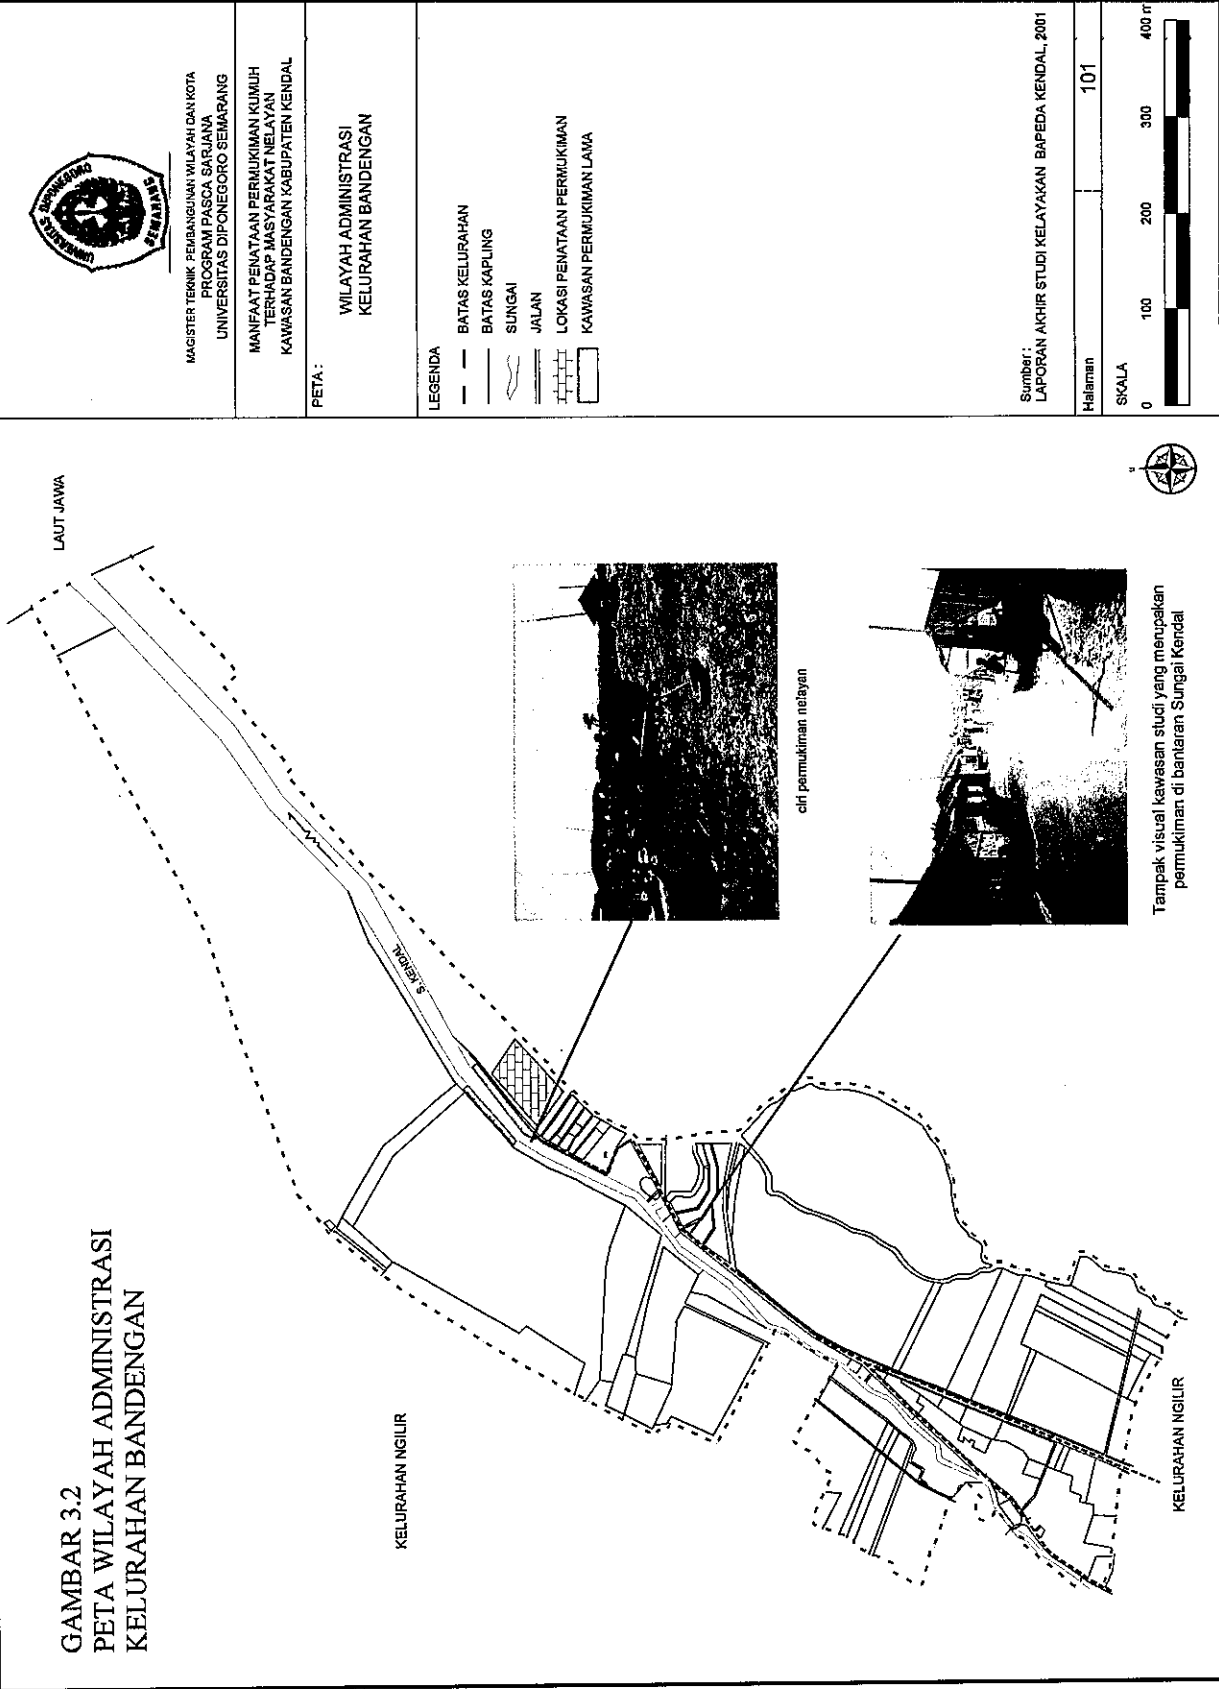 GAMBAR 3.2
PETA WILAYAH ADMINISTRASI
KELURAHAN BANDENGAN
LAUT JAWA
S. KENDAL
KELURAHAN NGILIR
KELURAHAN NGILIR
ciri permukiman nelayan
Tampak visual kawasan studi yang merupakan
permukiman di bantaran Sungai Kendal
UNIVERSITAS DIPONEGORO
SEMARANG
MAGISTER TEKNIK PEMBANGUNAN WILAYAH DAN KOTA
PROGRAM PASCA SARJANA
UNIVERSITAS DIPONEGORO SEMARANG
MANFAAT PENATAAN PERMUKIMAN KUMUH
TERHADAP MASYARAKAT NELAYAN
KAWASAN BANDENGAN KABUPATEN KENDAL
PETA :
WILAYAH ADMINISTRASI
KELURAHAN BANDENGAN
LEGENDA
BATAS KELURAHAN
BATAS KAPLING
SUNGAI
JALAN
LOKASI PENATAAN PERMUKIMAN
KAWASAN PERMUKIMAN LAMA
Sumber :
LAPORAN AKHIR STUDI KELAYAKAN BAPEDA KENDAL, 2001
Halaman 101
SKALA
0 100 200 300 400 m